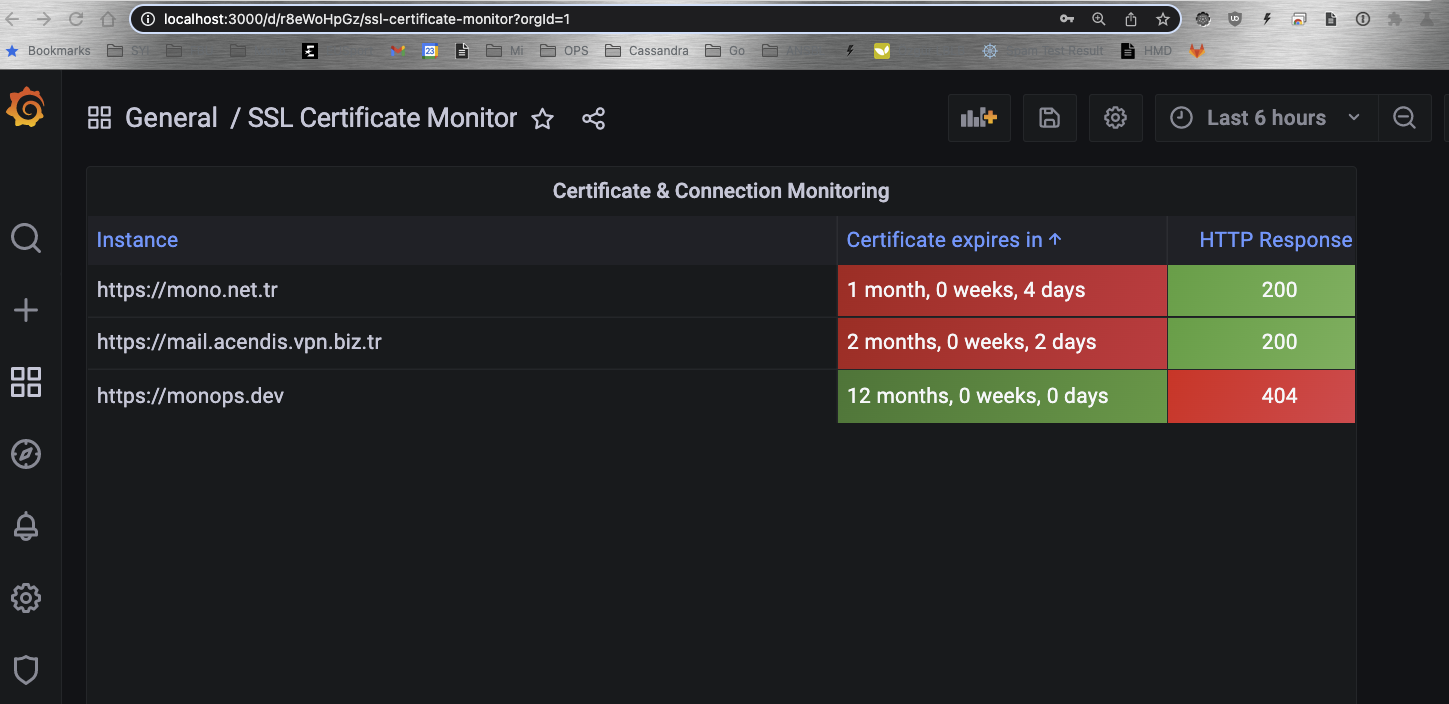 localhost:3000/d/r8eWoHpGz/ssl-certificate-monitor?orgId=1
Bookmarks 23 Mi OPS Cassandra Go Test Result HMD
General / SSL Certificate Monitor Last 6 hours
Certificate & Connection Monitoring
Instance Certificate expires in ↑ HTTP Response
https://mono.net.tr 1 month, 0 weeks, 4 days 200
https://mail.acendis.vpn.biz.tr 2 months, 0 weeks, 2 days 200
https://monops.dev 12 months, 0 weeks, 0 days 404